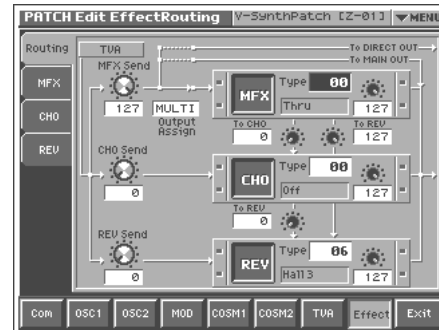 PATCH Edit EffectRouting V-SynthPatch [Z-01] ▼MENU
Routing TVA To DIRECT OUT
MFX Send To MAIN OUT
MFX MFX Type 00
127 MULTI Thru 127
Output Assign
To CHO To REV
CHO 0 127
CHO Send CHO Type 00
REV 0 Off 127
To REV
0
REV Send REV Type 06
0 Hall3 127
Com OSC1 OSC2 MOD COSM1 COSM2 TVA Effect Exit